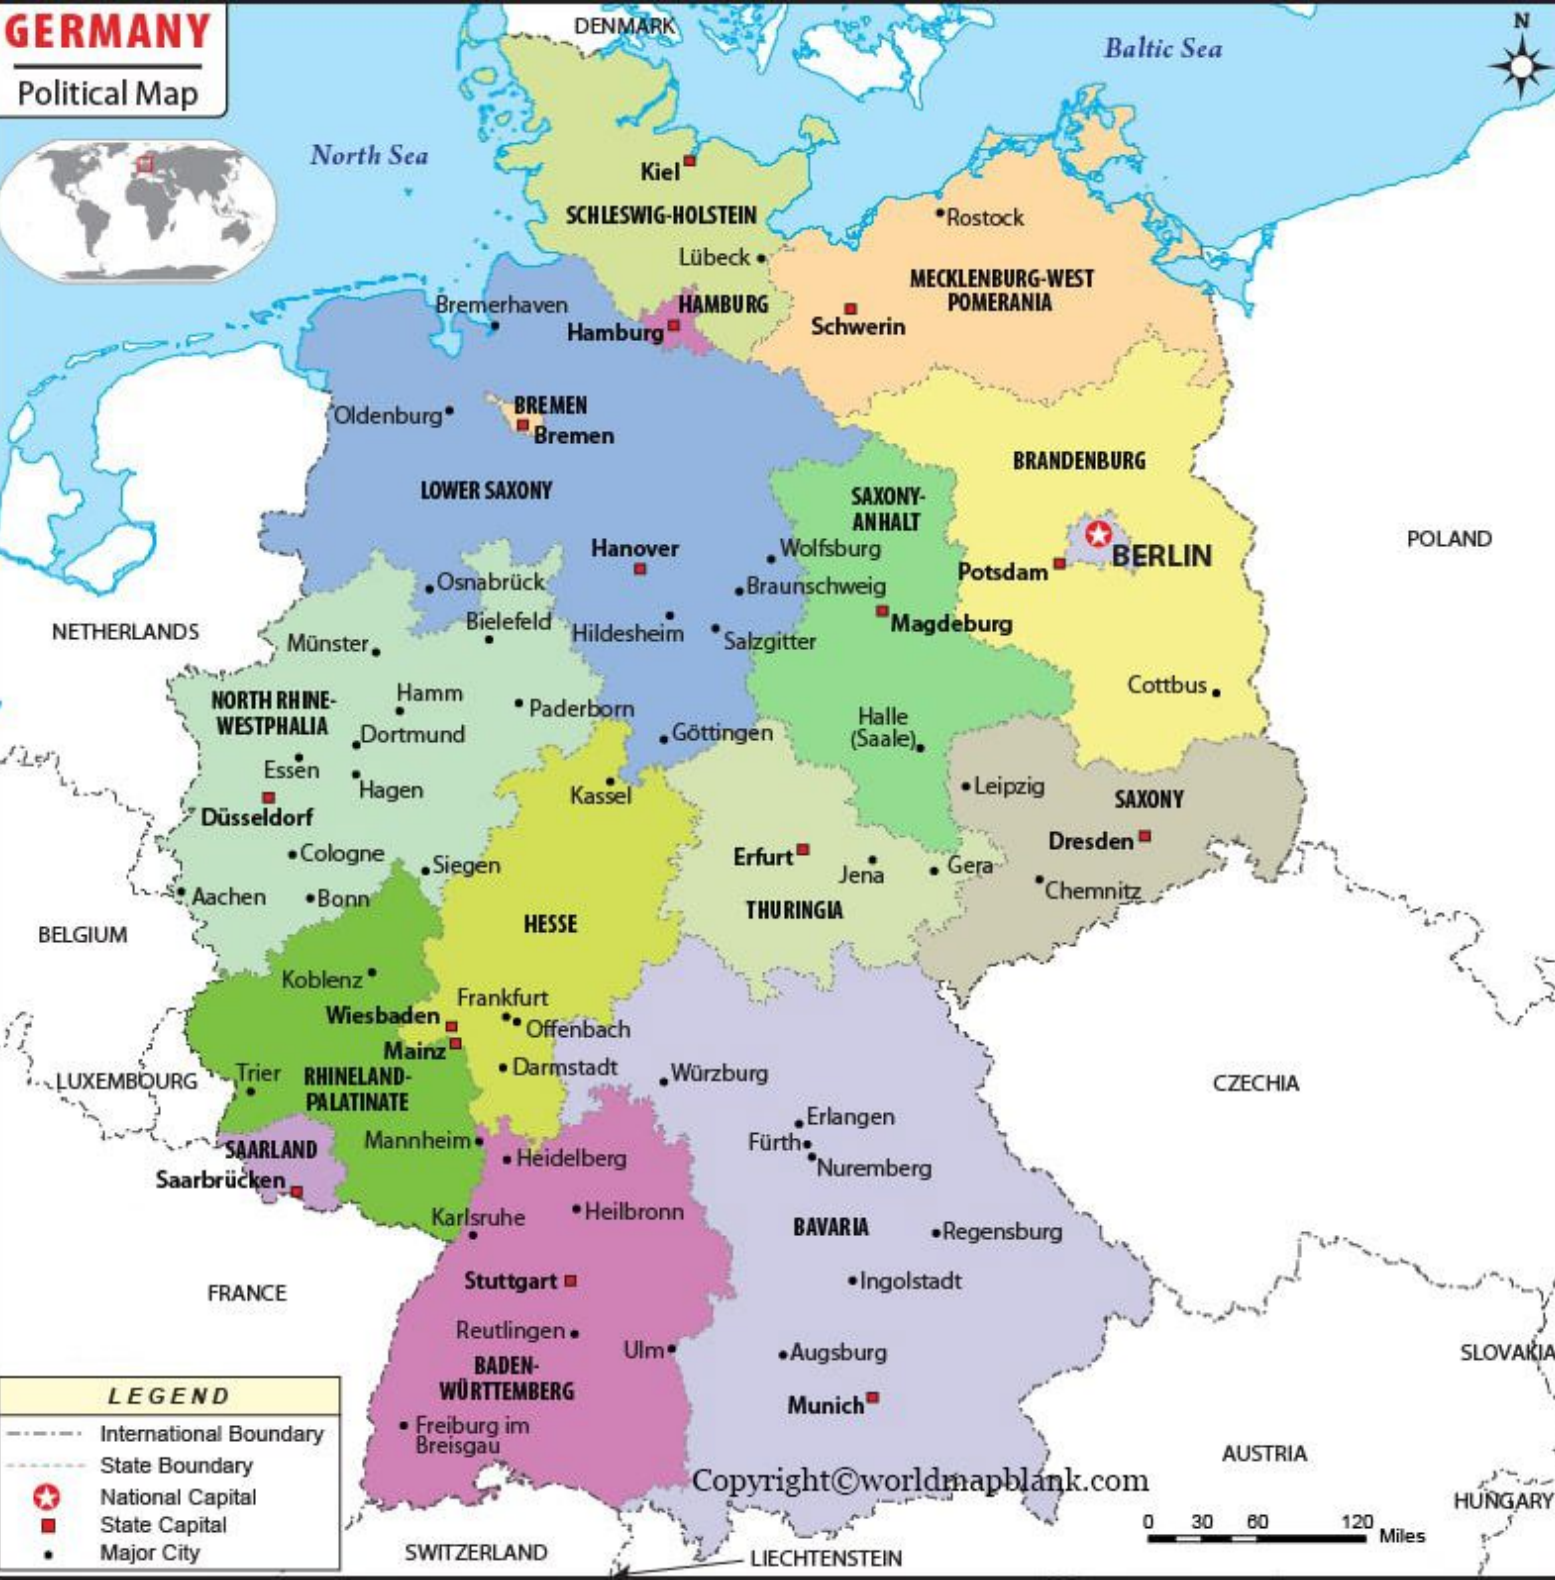 GERMANY
Political Map
DENMARK
Baltic Sea
N
North Sea
Kiel
SCHLESWIG-HOLSTEIN
Rostock
Lübeck
MECKLENBURG-WEST
POMERANIA
Bremerhaven
HAMBURG
Hamburg
Schwerin
Oldenburg
BREMEN
Bremen
BRANDENBURG
LOWER SAXONY
SAXONY-
ANHALT
POLAND
Hanover
Wolfsburg
BERLIN
Potsdam
Osnabrück
Braunschweig
Bielefeld
Magdeburg
NETHERLANDS
Hildesheim
Salzgitter
Münster
Cottbus
Hamm
NORTH RHINE-
WESTPHALIA
Paderborn
Halle
(Saale)
Dortmund
Göttingen
Essen
Hagen
Kassel
Leipzig
SAXONY
Düsseldorf
Dresden
Cologne
Siegen
Erfurt
Jena
Gera
Chemnitz
Aachen
Bonn
THURINGIA
HESSE
BELGIUM
Koblenz
Frankfurt
Wiesbaden
Offenbach
Mainz
Darmstadt
LUXEMBOURG
Trier
RHINELAND-
PALATINATE
Würzburg
CZECHIA
Erlangen
Fürth
Mannheim
SAARLAND
Heidelberg
Nuremberg
Saarbrücken
Karlsruhe
Heilbronn
BAVARIA
Regensburg
Stuttgart
Ingolstadt
FRANCE
Reutlingen
Ulm
Augsburg
SLOVAKIA
BADEN-
WÜRTTEMBERG
Munich
Freiburg im
Breisgau
AUSTRIA
Copyright©worldmapblank.com
HUNGARY
LEGEND
International Boundary
State Boundary
National Capital
State Capital
Major City
0 30 60 120 Miles
SWITZERLAND
LIECHTENSTEIN